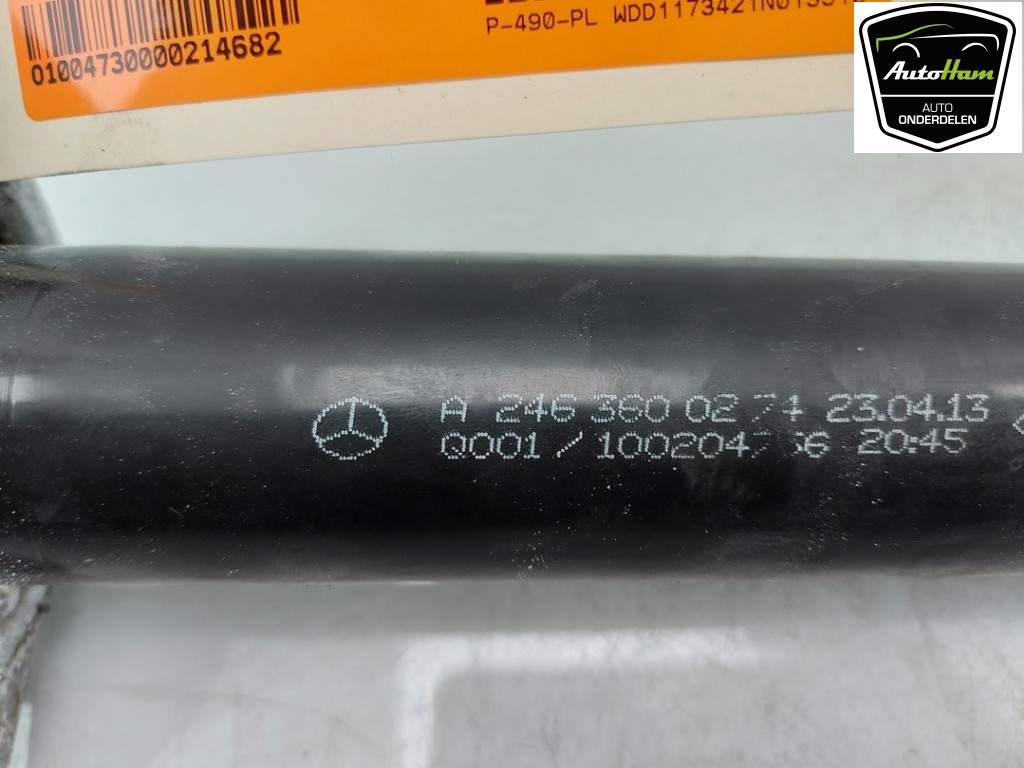 01004730000214682
P-490-PL
AutoHam
AUTO
ONDERDELEN
A 246 360 02 74 23.04.13
Q001 / 20:45